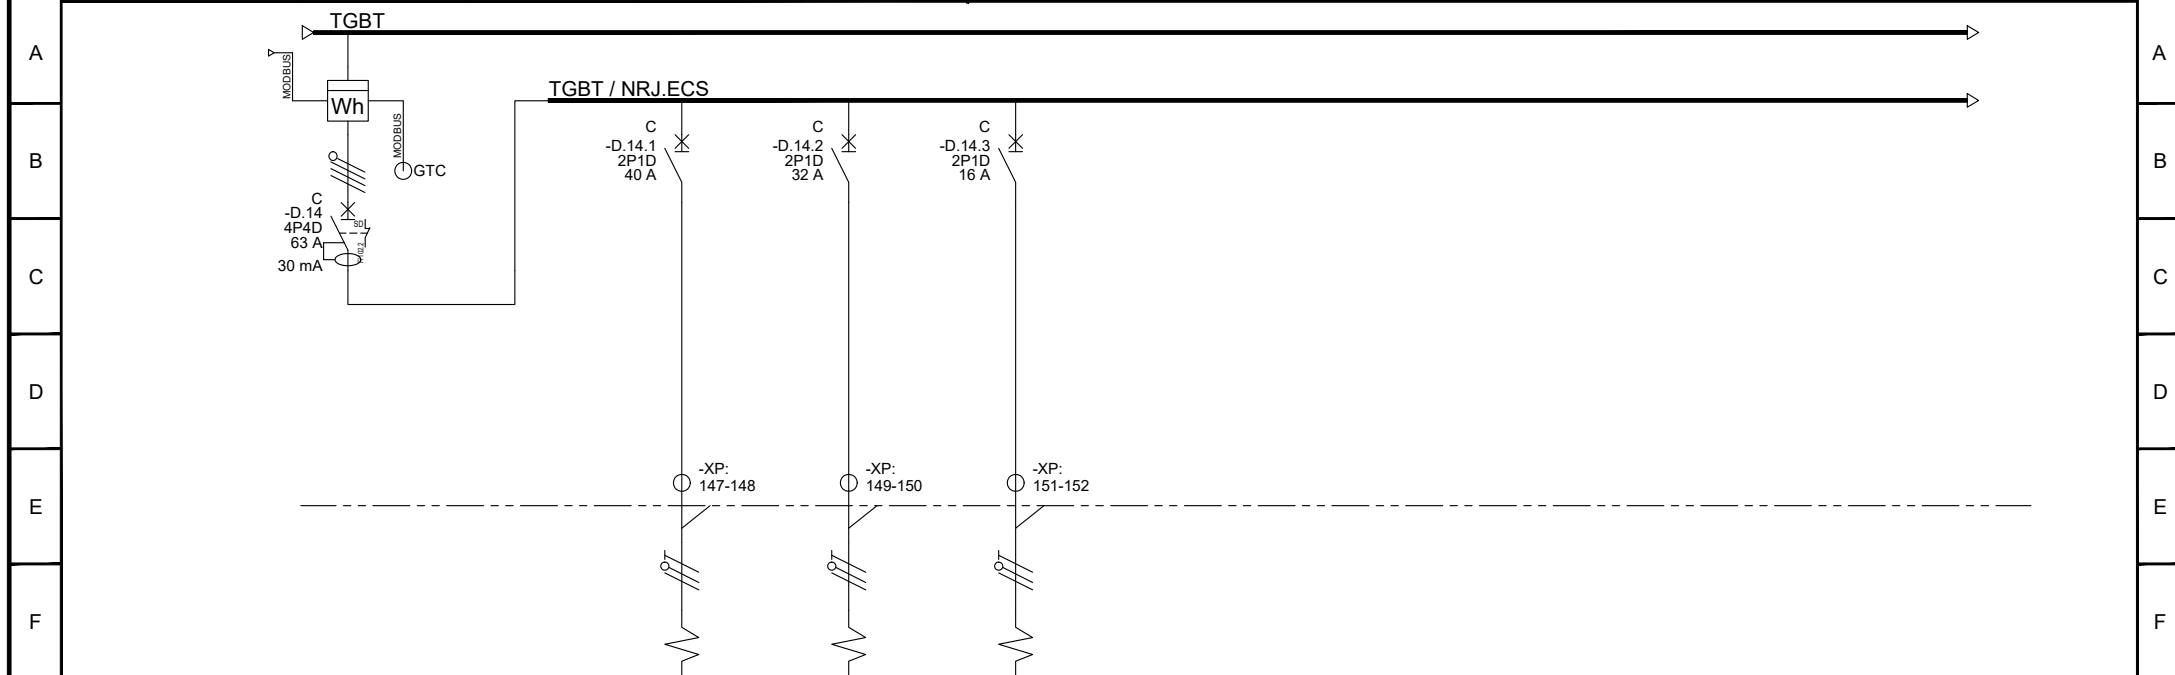 TGBT
A
A
MODBUS
TGBT / NRJ.ECS
Wh
MODBUS
GTC
B
B
C
-D.14.1
2P1D
40 A
C
-D.14.2
2P1D
32 A
C
-D.14.3
2P1D
16 A
C
-D.14
4P4D
63 A
30 mA
SD
C
C
D
D
-XP:
147-148
-XP:
149-150
-XP:
151-152
E
E
F
F